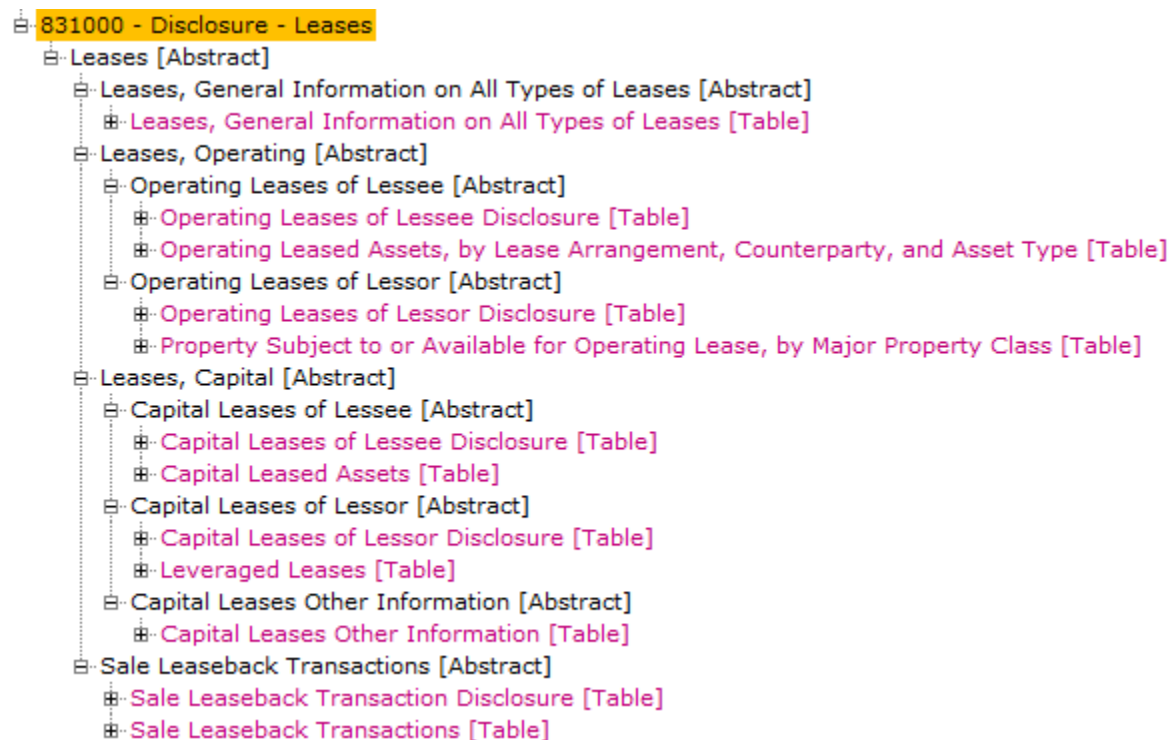 831000 - Disclosure - Leases
Leases [Abstract]
Leases, General Information on All Types of Leases [Abstract]
Leases, General Information on All Types of Leases [Table]
Leases, Operating [Abstract]
Operating Leases of Lessee [Abstract]
Operating Leases of Lessee Disclosure [Table]
Operating Leased Assets, by Lease Arrangement, Counterparty, and Asset Type [Table]
Operating Leases of Lessor [Abstract]
Operating Leases of Lessor Disclosure [Table]
Property Subject to or Available for Operating Lease, by Major Property Class [Table]
Leases, Capital [Abstract]
Capital Leases of Lessee [Abstract]
Capital Leases of Lessee Disclosure [Table]
Capital Leased Assets [Table]
Capital Leases of Lessor [Abstract]
Capital Leases of Lessor Disclosure [Table]
Leveraged Leases [Table]
Capital Leases Other Information [Abstract]
Capital Leases Other Information [Table]
Sale Leaseback Transactions [Abstract]
Sale Leaseback Transaction Disclosure [Table]
Sale Leaseback Transactions [Table]